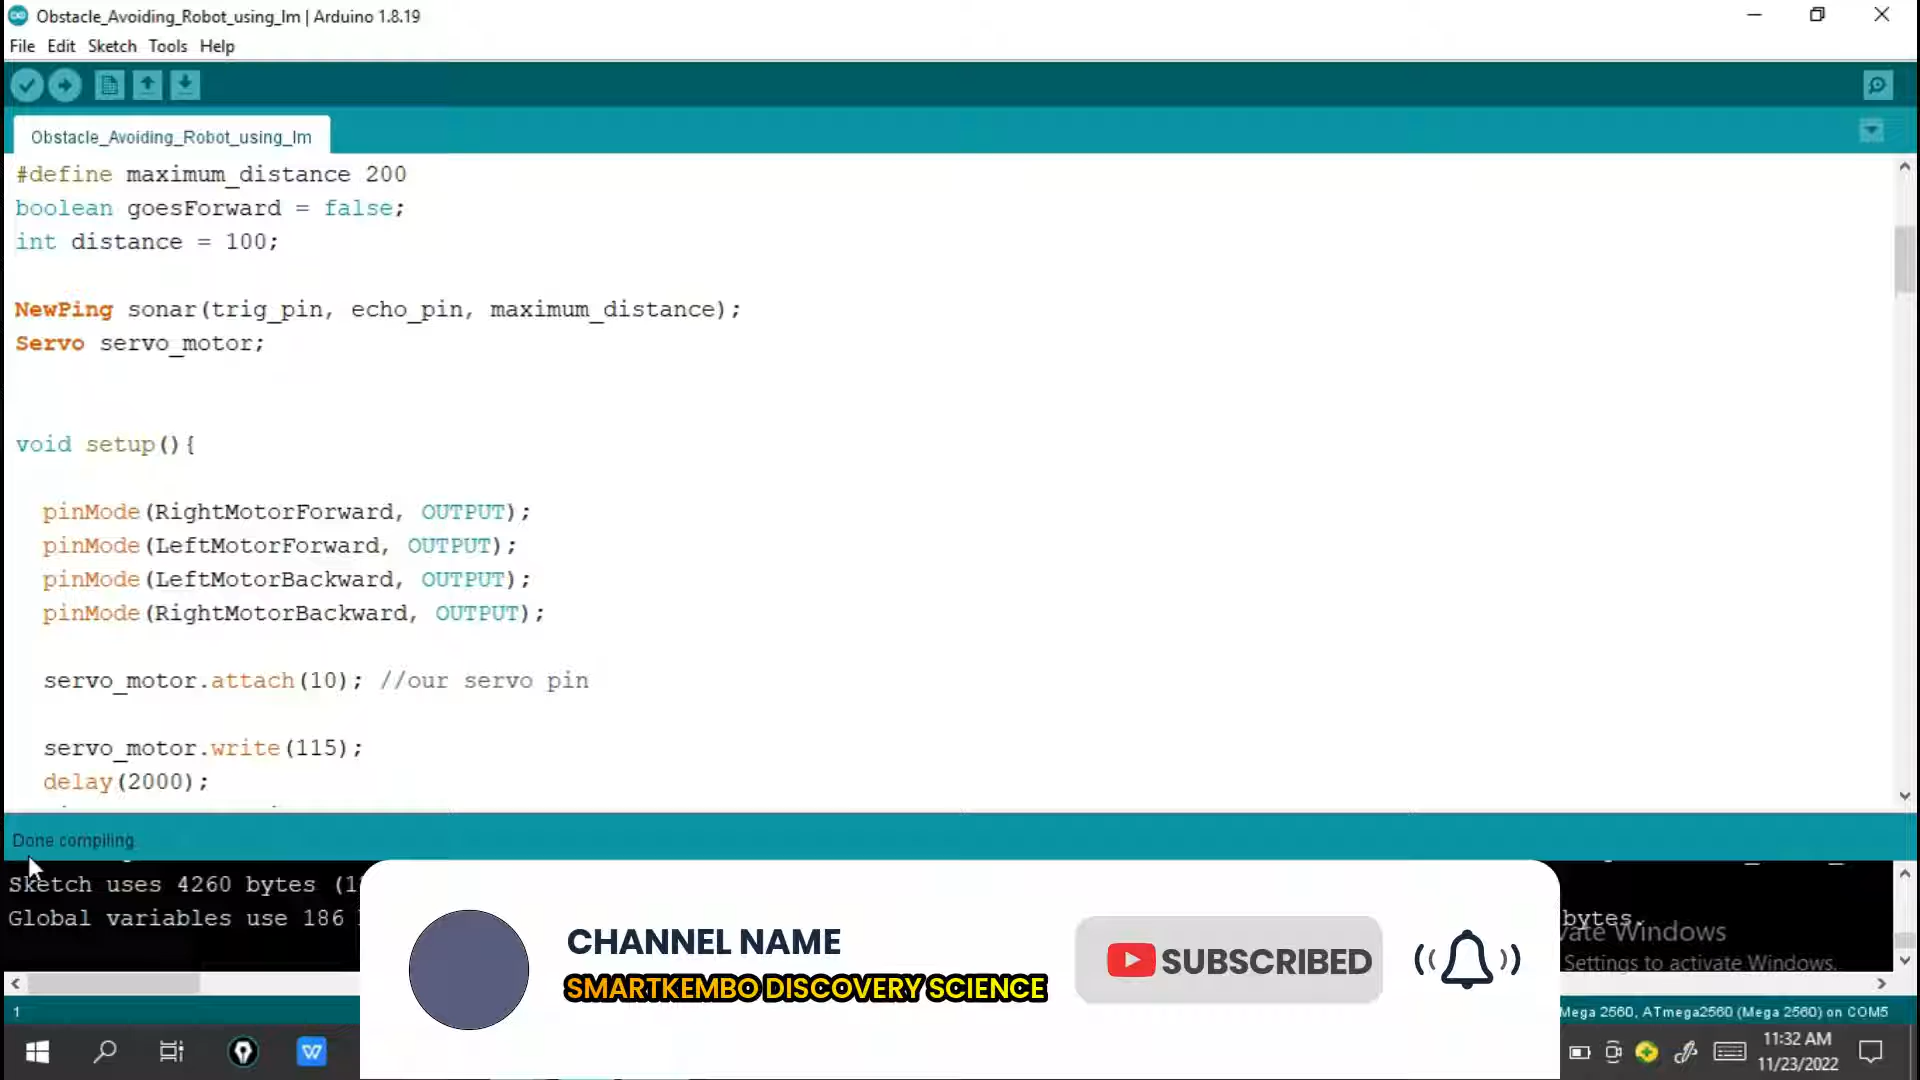 Obstacle_Avoiding_Robot_using_lm | Arduino 1.8.19
File Edit Sketch Tools Help
Obstacle_Avoiding_Robot_using_lm
#define maximum_distance 200
boolean goesForward = false;
int distance = 100;
NewPing sonar(trig_pin, echo_pin, maximum_distance);
Servo servo_motor;
void setup(){
pinMode(RightMotorForward, OUTPUT);
pinMode(LeftMotorForward, OUTPUT);
pinMode(LeftMotorBackward, OUTPUT);
pinMode(RightMotorBackward, OUTPUT);
servo_motor.attach(10); //our servo pin
servo_motor.write(115);
delay(2000);
Done compiling.
Sketch uses 4260 bytes
Global variables use 186 bytes.
Windows
Settings to activate Windows.
CHANNEL NAME
SMARTKEMBO DISCOVERY SCIENCE
SUBSCRIBED
1 Mega 2560, ATmega2560 (Mega 2560) on COM5
11:32 AM
11/23/2022